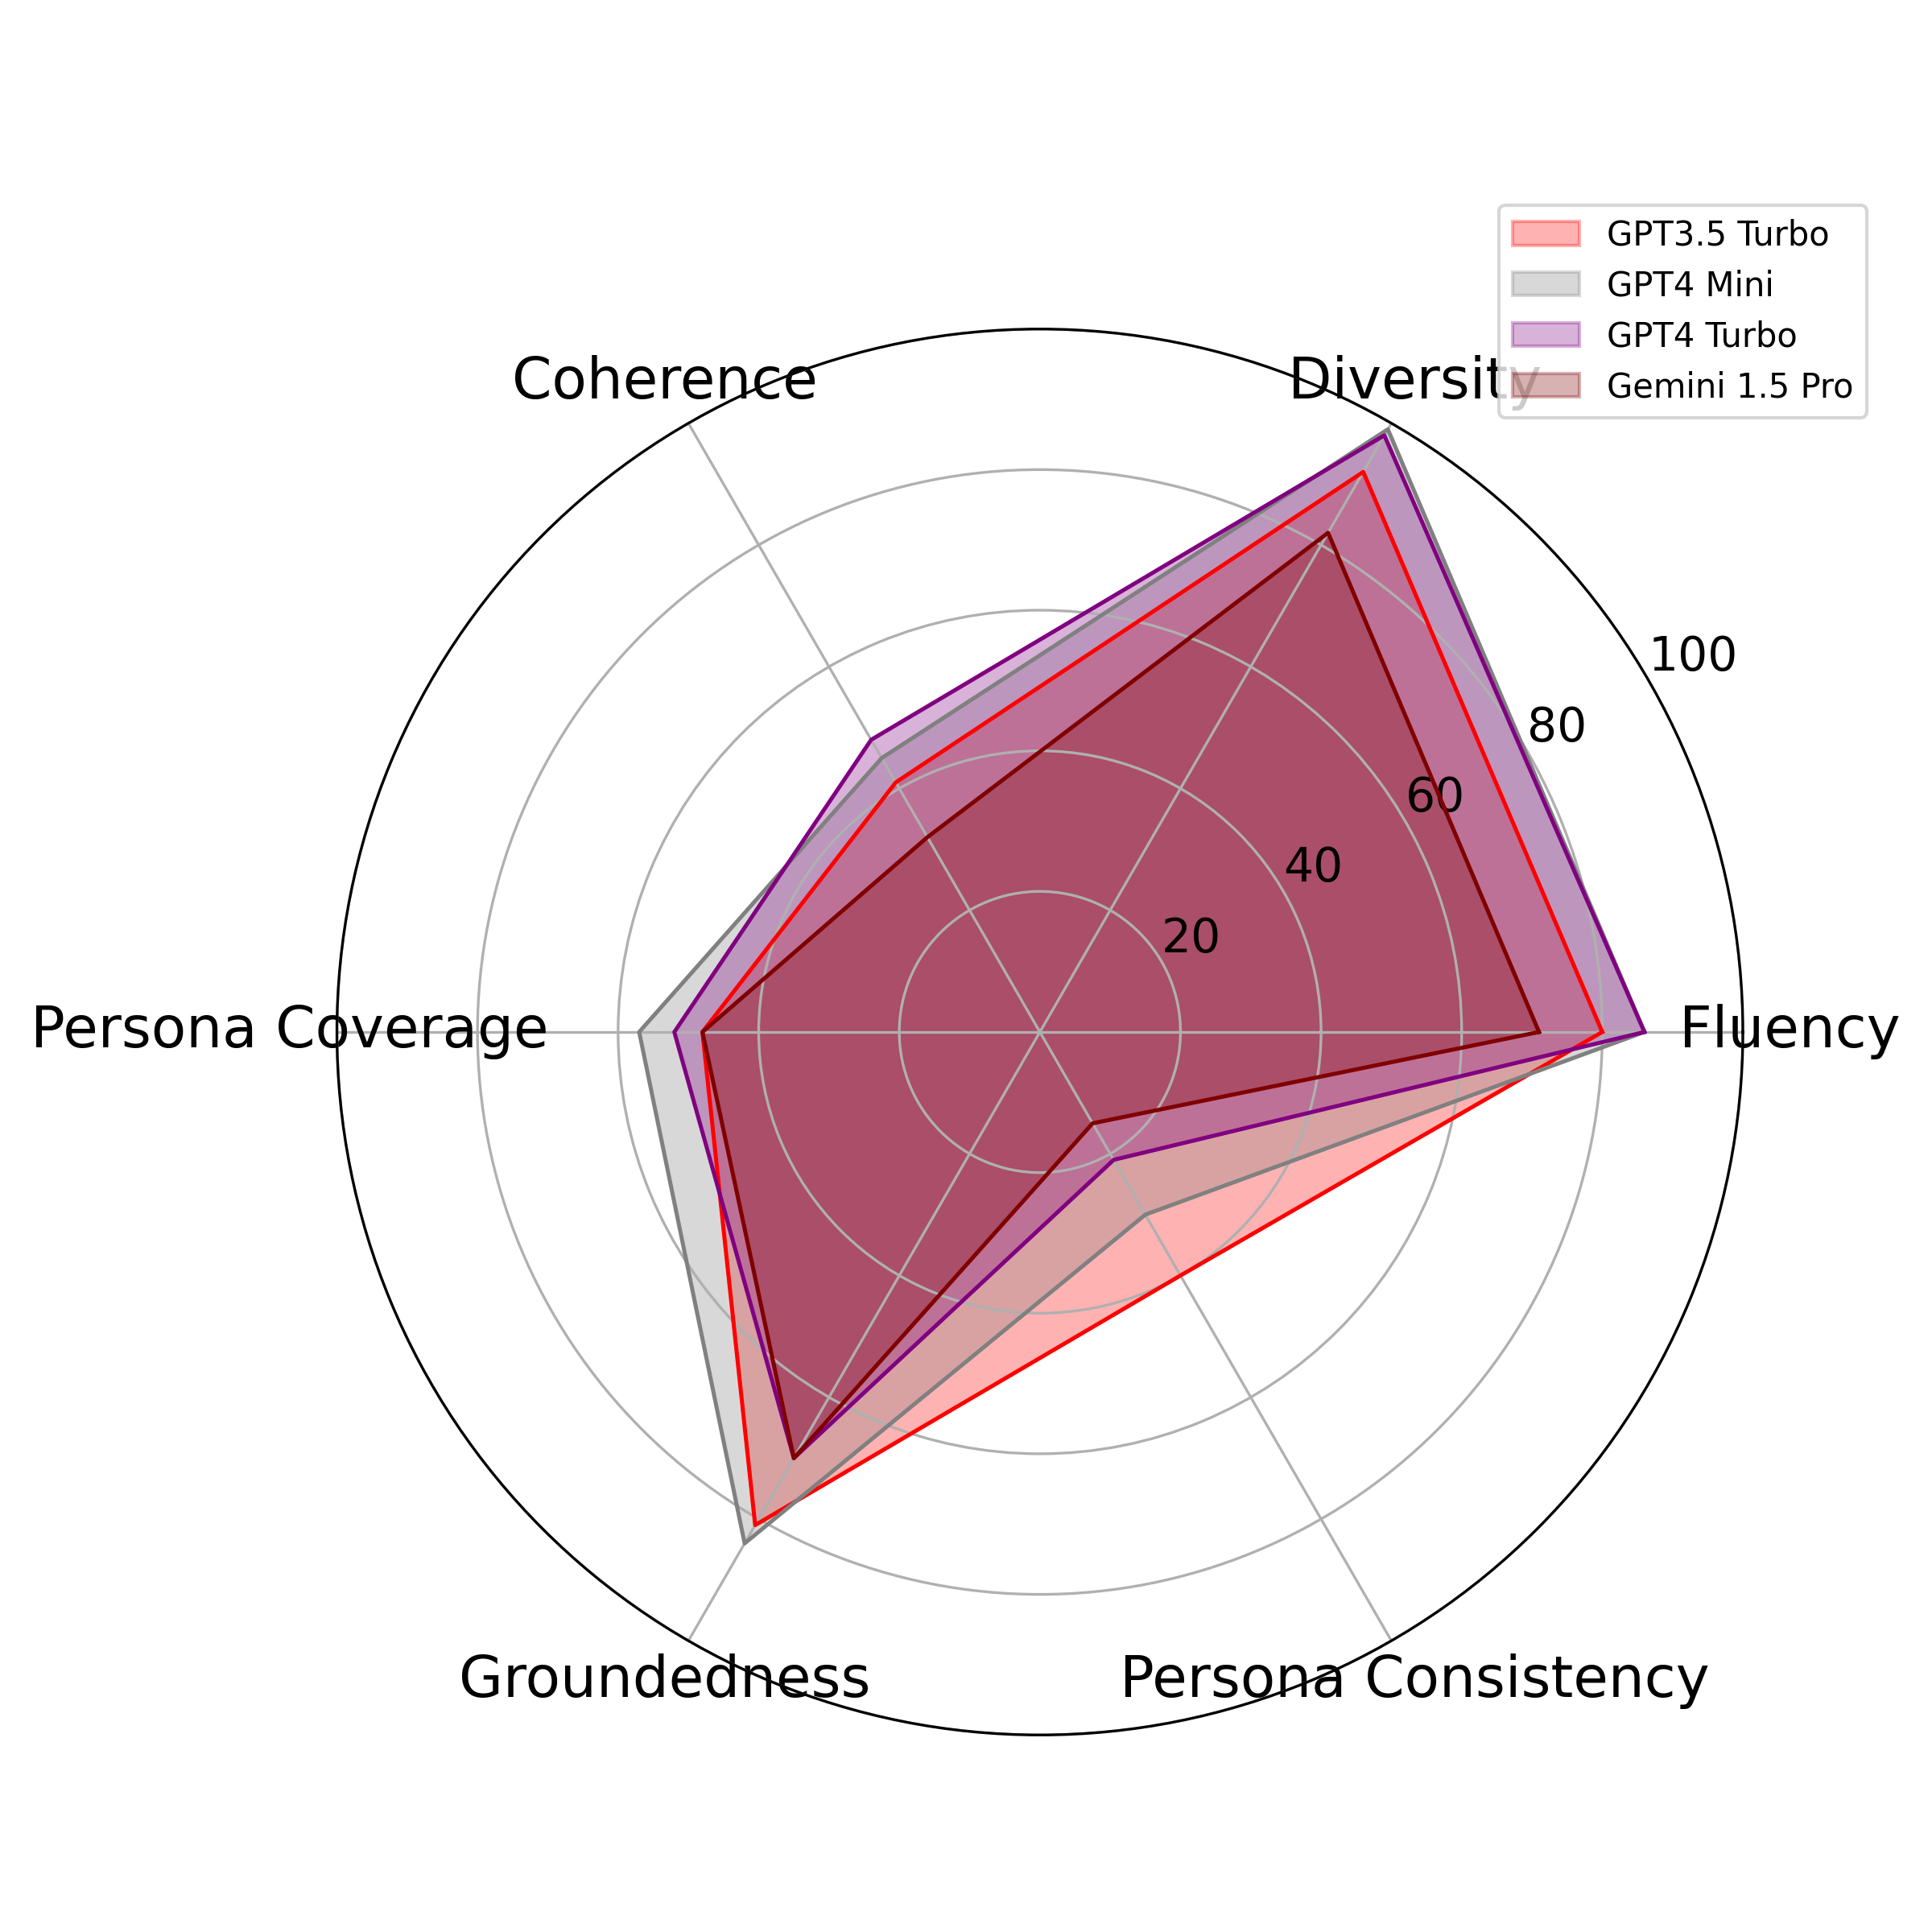 GPT3.5 Turbo
GPT4 Mini
GPT4 Turbo
Gemini 1.5 Pro
Coherence
Diversity
100
80
60
40
20
Persona Coverage
Fluency
Groundedness
Persona Consistency